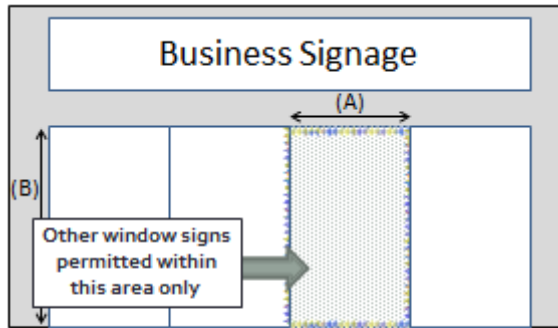 Business Signage
(A)
(B)
Other window signs
permitted within
this area only